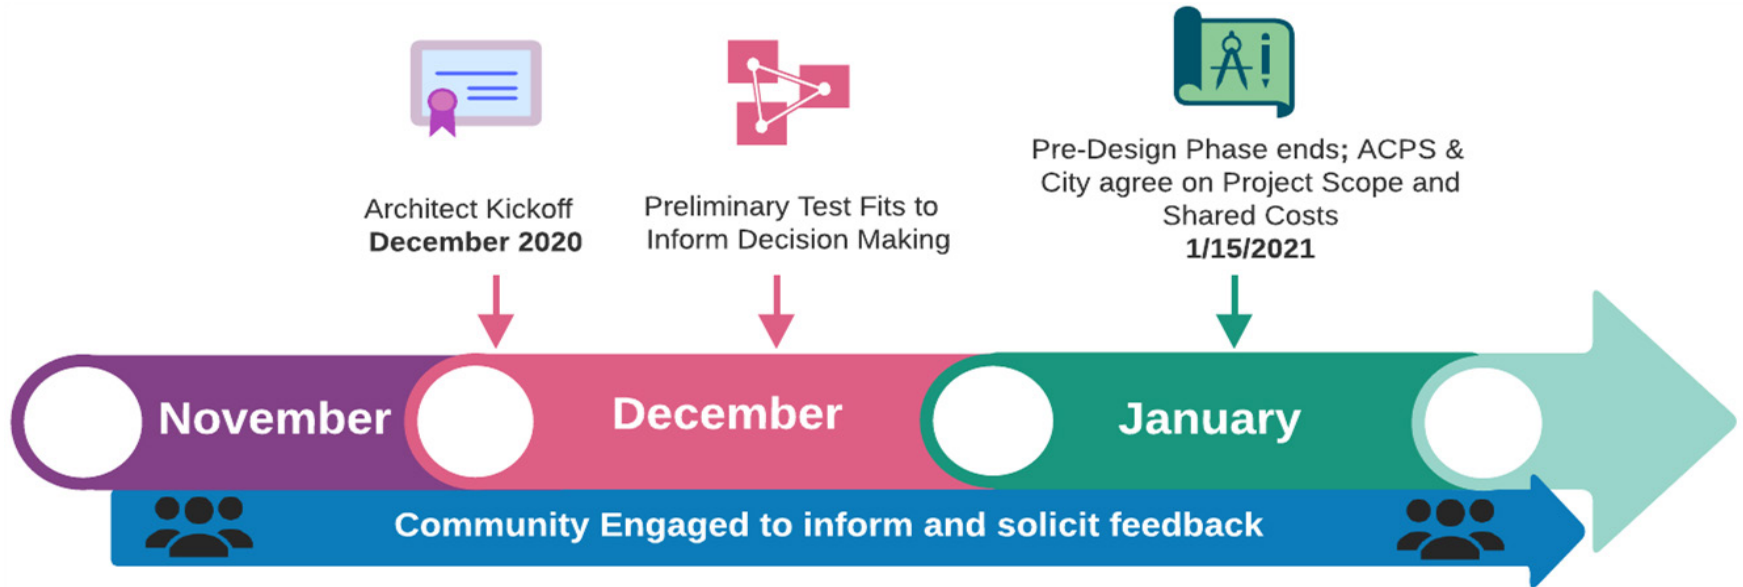 Architect Kickoff
December 2020
Preliminary Test Fits to
Inform Decision Making
Pre-Design Phase ends; ACPS &
City agree on Project Scope and
Shared Costs
1/15/2021
November
December
January
Community Engaged to inform and solicit feedback